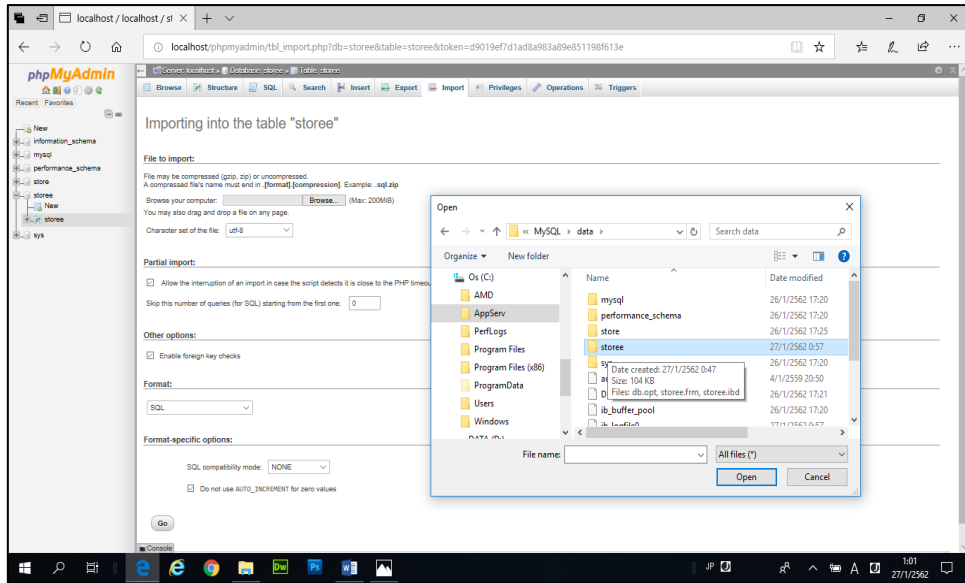 localhost / localhost / st
localhost/phpmyadmin/tbl_import.php?db=storee&table=storee&token=d9019ef7d1ad8a983a89e851198f613e
phpMyAdmin
Recent Favorites
New
information_schema
mysql
performance_schema
store
storee
New
storee
sys
Server: localhost » Database: storee » Table: storee
Browse Structure SQL Search Insert Export Import Privileges Operations Triggers
Importing into the table "storee"
File to import:
File may be compressed (gzip, zip) or uncompressed.
A compressed file's name must end in .[format].[compression]. Example: .sql.zip
Browse your computer: Browse... (Max: 200MiB)
You may also drag and drop a file on any page.
Character set of the file: utf-8
Partial import:
Allow the interruption of an import in case the script detects it is close to the PHP timeou
Skip this number of queries (for SQL) starting from the first one: 0
Other options:
Enable foreign key checks
Format:
SQL
Format-specific options:
SQL compatibility mode: NONE
Do not use AUTO_INCREMENT for zero values
Go
Console
Open
« MySQL > data > Search data
Organize New folder
Os (C:)
AMD
AppServ
PerfLogs
Program Files
Program Files (x86)
ProgramData
Users
Windows
Name Date modified
mysql 26/1/2562 17:20
performance_schema 26/1/2562 17:20
store 26/1/2562 17:25
storee 27/1/2562 0:57
26/1/2562 17:20
4/1/2559 20:50
26/1/2562 17:21
ib_buffer_pool 26/1/2562 17:20
ib_logfile0 27/1/2562 0:57
Date created: 27/1/2562 0:47
Size: 104 KB
Files: db.opt, storee.frm, storee.ibd
File name: All files (*)
Open Cancel
JP
A
1:01
27/1/2562